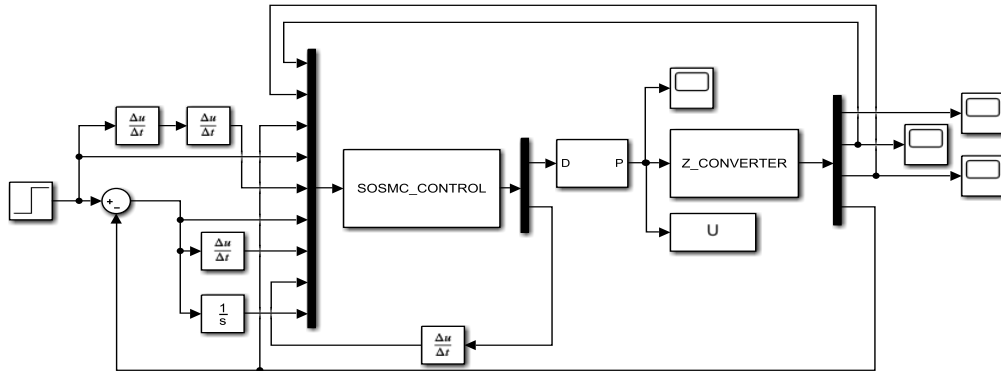 Δu
Δt
Δu
Δt
+
−
Δu
Δt
1
s
SOSMC_CONTROL
Δu
Δt
D P
Z_CONVERTER
U